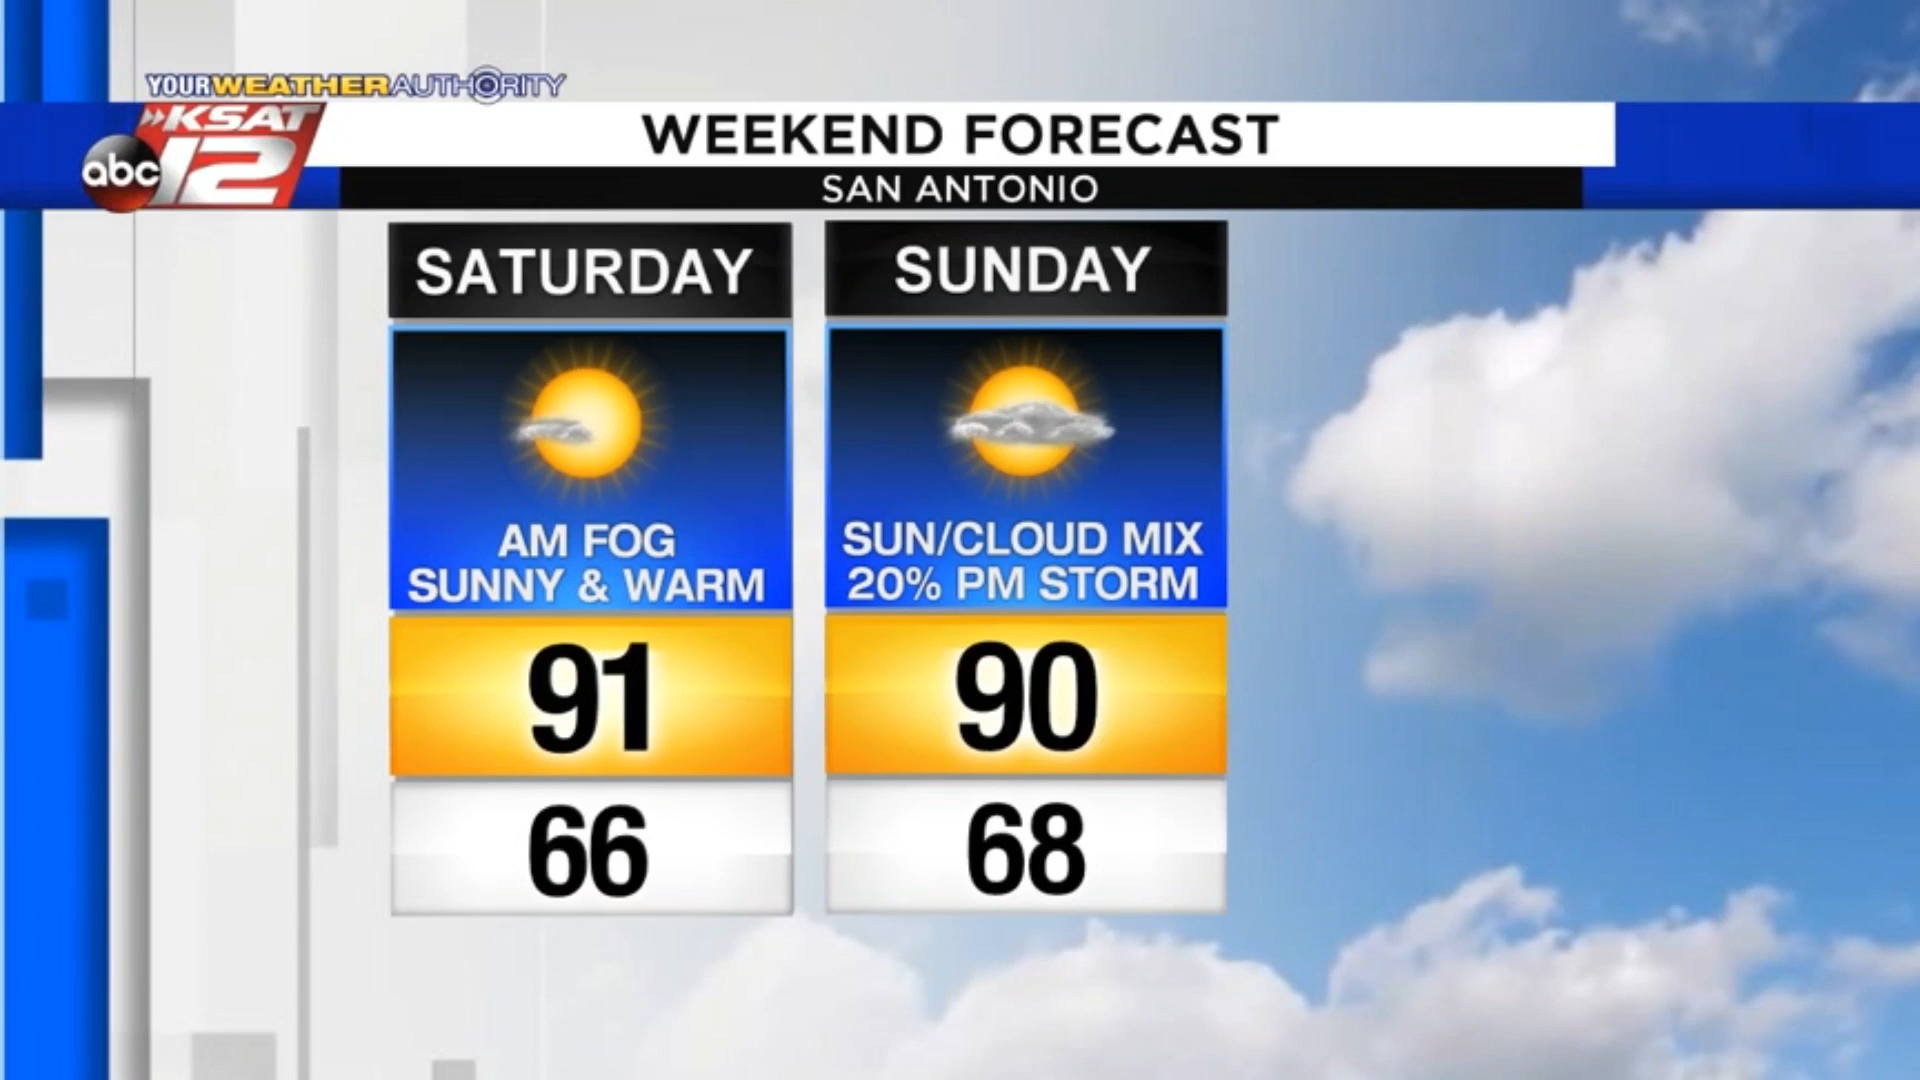 YOURWEATHERAUTHORITY
KSAT
abc 12
WEEKEND FORECAST
SAN ANTONIO
SATURDAY
AM FOG
SUNNY & WARM
91
66
SUNDAY
SUN/CLOUD MIX
20% PM STORM
90
68